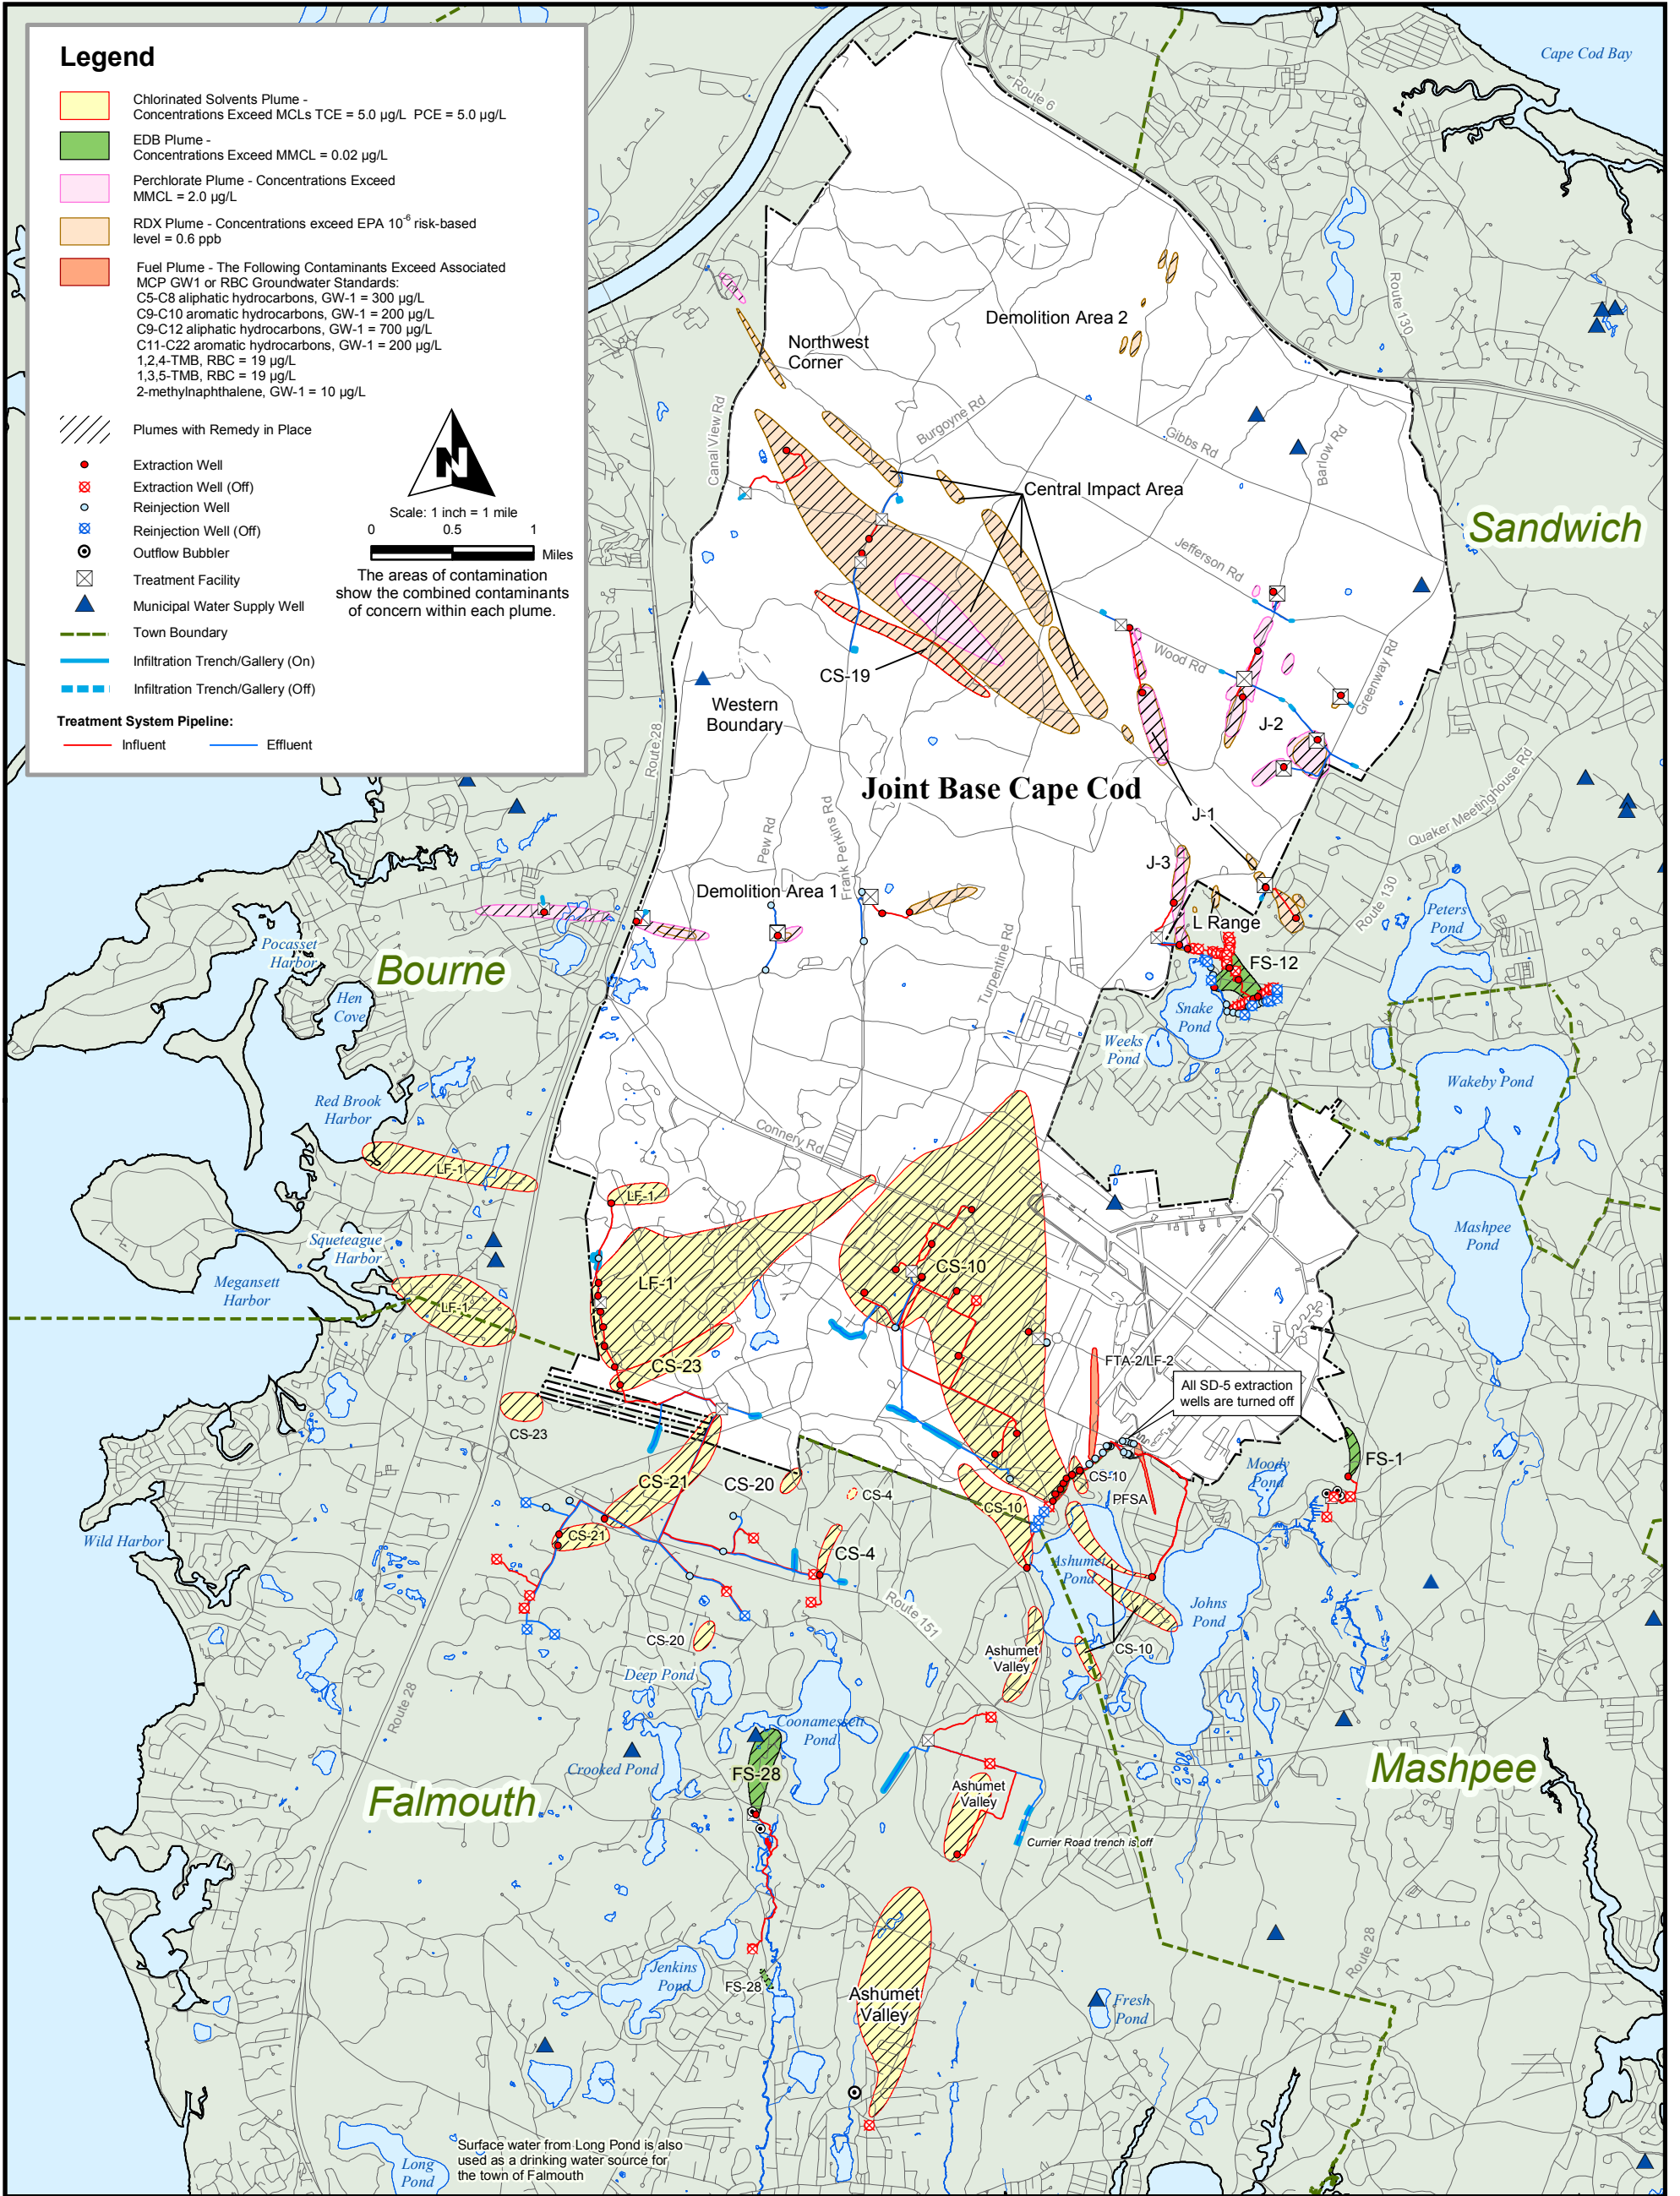 Legend
Chlorinated Solvents Plume -
Concentrations Exceed MCLs TCE = 5.0 µg/L PCE = 5.0 µg/L
EDB Plume -
Concentrations Exceed MMCL = 0.02 µg/L
Perchlorate Plume - Concentrations Exceed
MMCL = 2.0 µg/L
RDX Plume - Concentrations exceed EPA 10⁻⁶ risk-based
level = 0.6 ppb
Fuel Plume - The Following Contaminants Exceed Associated
MCP GW1 or RBC Groundwater Standards:
C5-C8 aliphatic hydrocarbons, GW-1 = 300 µg/L
C9-C10 aromatic hydrocarbons, GW-1 = 200 µg/L
C9-C12 aliphatic hydrocarbons, GW-1 = 700 µg/L
C11-C22 aromatic hydrocarbons, GW-1 = 200 µg/L
1,2,4-TMB, RBC = 19 µg/L
1,3,5-TMB, RBC = 19 µg/L
2-methylnaphthalene, GW-1 = 10 µg/L
Plumes with Remedy in Place
Extraction Well
Extraction Well (Off)
Reinjection Well
Reinjection Well (Off)
Outflow Bubbler
Treatment Facility
Municipal Water Supply Well
Town Boundary
Infiltration Trench/Gallery (On)
Infiltration Trench/Gallery (Off)
Treatment System Pipeline:
Influent
Effluent
N
Scale: 1 inch = 1 mile
0 0.5 1
Miles
The areas of contamination
show the combined contaminants
of concern within each plume.
Cape Cod Bay
Route 6
Route 130
Demolition Area 2
Northwest
Corner
Canal View Rd
Burgoyne Rd
Gibbs Rd
Barlow Rd
Central Impact Area
Sandwich
Jefferson Rd
Wood Rd
Greenway Rd
CS-19
Western
Boundary
Route 28
J-2
Joint Base Cape Cod
J-1
Quaker Meetinghouse Rd
Pew Rd
Frank Perkins Rd
J-3
Demolition Area 1
Route 130
Peters
Pond
L Range
FS-12
Pocasset
Harbor
Bourne
Turpentine Rd
Hen
Cove
Snake
Pond
Weeks
Pond
Wakeby Pond
Red Brook
Harbor
Connery Rd
LF-1
LF-1
Mashpee
Pond
Squeteague
Harbor
Megansett
Harbor
LF-1
LF-1
CS-10
CS-23
FTA-2/LF-2
All SD-5 extraction
wells are turned off
CS-23
CS-21
CS-20
CS-4
CS-10
CS-10
PFSA
Moody
Pond
FS-1
Wild Harbor
CS-21
CS-4
Ashumet
Pond
Johns
Pond
Route 151
CS-20
Ashumet
Valley
CS-10
Deep Pond
Route 28
Coonamessett
Pond
Crooked Pond
FS-28
Falmouth
Ashumet
Valley
Mashpee
Currier Road trench is off
Route 28
Jenkins
Pond
FS-28
Ashumet
Valley
Fresh
Pond
Surface water from Long Pond is also
used as a drinking water source for
the town of Falmouth
Long
Pond